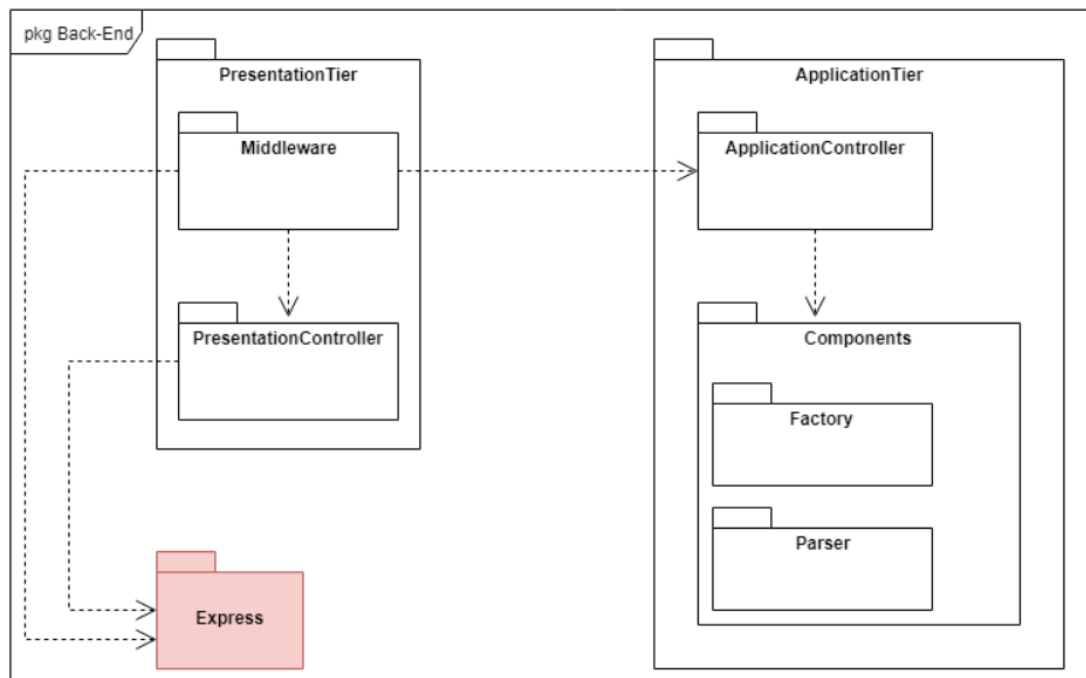 pkg Back-End
PresentationTier
Middleware
PresentationController
Express
ApplicationTier
ApplicationController
Components
Factory
Parser